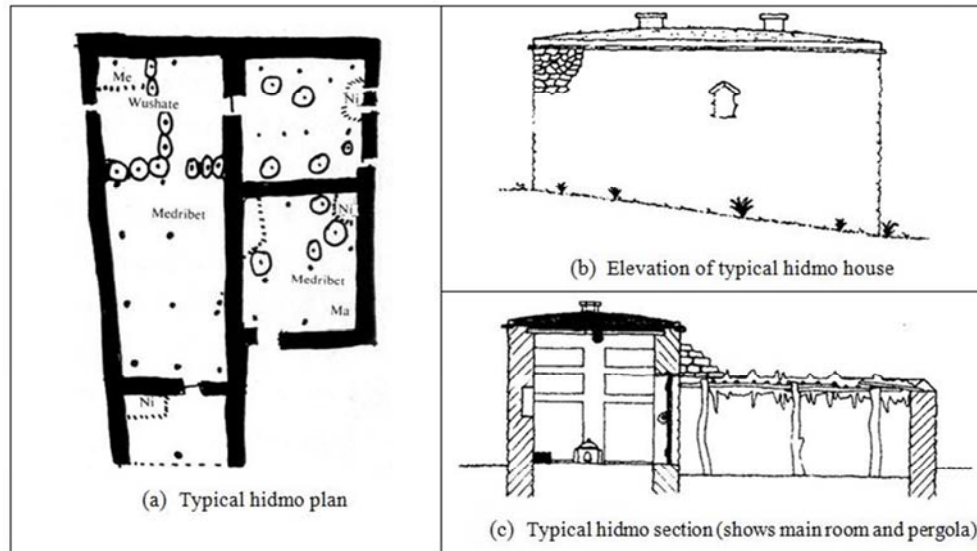 Me
Wushate
Ni
Medribet
Ni
Medribet
Ma
Ni
(a) Typical hidmo plan
(b) Elevation of typical hidmo house
(c) Typical hidmo section (shows main room and pergola)